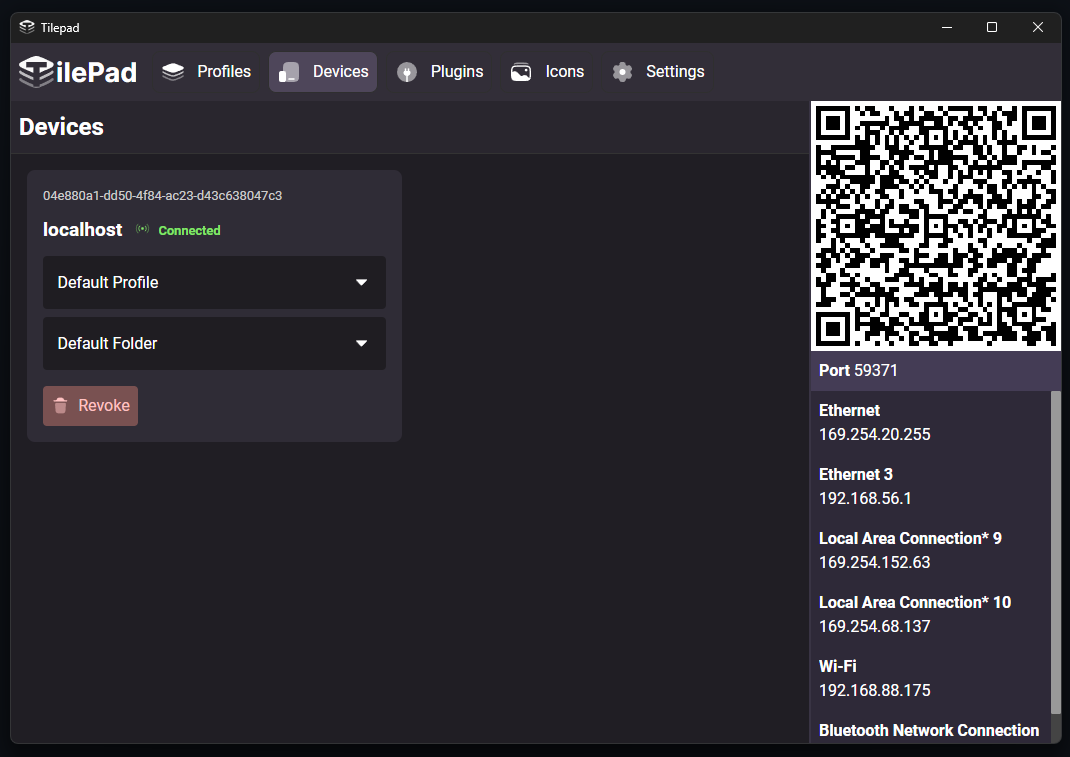 Tilepad
TilePad
Profiles
Devices
Plugins
Icons
Settings
Devices
04e880a1-dd50-4f84-ac23-d43c638047c3
localhost
Connected
Default Profile
Default Folder
Revoke
Port 59371
Ethernet
169.254.20.255
Ethernet 3
192.168.56.1
Local Area Connection* 9
169.254.152.63
Local Area Connection* 10
169.254.68.137
Wi-Fi
192.168.88.175
Bluetooth Network Connection